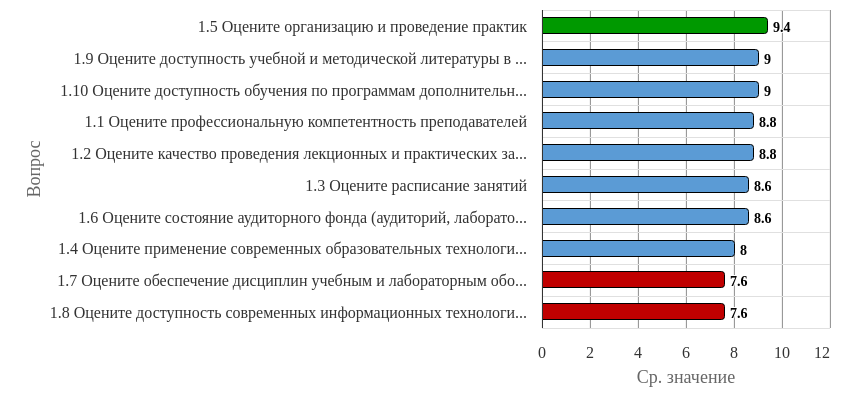 1.5 Оцените организацию и проведение практик 9.4
1.9 Оцените доступность учебной и методической литературы в ... 9
1.10 Оцените доступность обучения по программам дополнительн... 9
1.1 Оцените профессиональную компетентность преподавателей 8.8
1.2 Оцените качество проведения лекционных и практических за... 8.8
1.3 Оцените расписание занятий 8.6
1.6 Оцените состояние аудиторного фонда (аудиторий, лаборато... 8.6
1.4 Оцените применение современных образовательных технологи... 8
1.7 Оцените обеспечение дисциплин учебным и лабораторным обо... 7.6
1.8 Оцените доступность современных информационных технологи... 7.6
Вопрос
0 2 4 6 8 10 12
Ср. значение